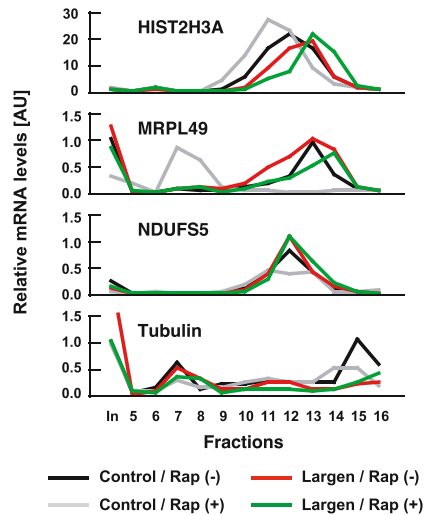 Relative mRNA levels [AU]
HIST2H3A
30
20
10
0
MRPL49
1.5
1.0
0.5
0.0
NDUFS5
1.5
1.0
0.5
0.0
Tubulin
1.5
1.0
0.5
0.0
In 5 6 7 8 9 10 11 12 13 14 15 16
Fractions
Control / Rap (-) Largen / Rap (-)
Control / Rap (+) Largen / Rap (+)